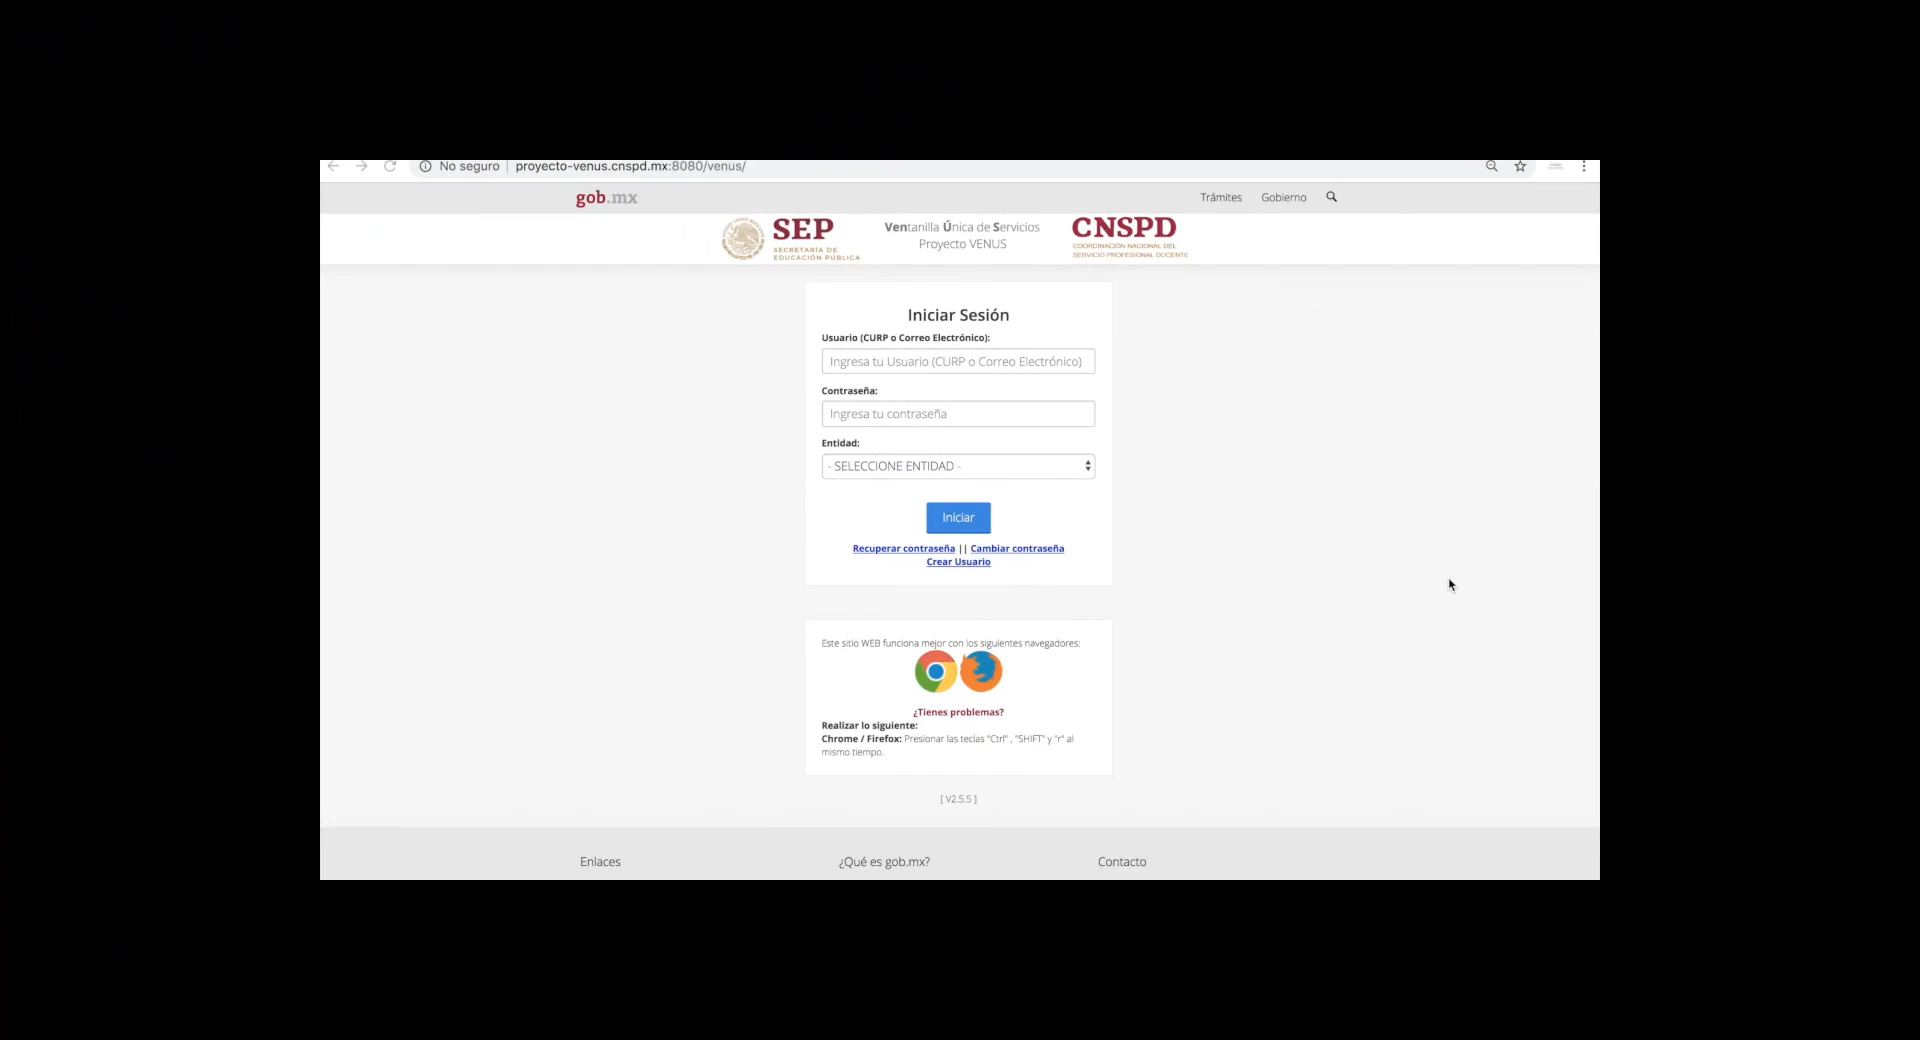 No seguro | proyecto-venus.cnspd.mx:8080/venus/
gob.mx
Trámites Gobierno
SEP
SECRETARÍA DE
EDUCACIÓN PÚBLICA
Ventanilla Única de Servicios
Proyecto VENUS
CNSPD
COORDINACIÓN NACIONAL DEL
SERVICIO PROFESIONAL DOCENTE
Iniciar Sesión
Usuario (CURP o Correo Electrónico):
Ingresa tu Usuario (CURP o Correo Electrónico)
Contraseña:
Ingresa tu contraseña
Entidad:
- SELECCIONE ENTIDAD -
Iniciar
Recuperar contraseña || Cambiar contraseña
Crear Usuario
Este sitio WEB funciona mejor con los siguientes navegadores:
¿Tienes problemas?
Realizar lo siguiente:
Chrome / Firefox: Presionar las teclas "Ctrl" , "SHIFT" y "r" al
mismo tiempo.
[ V2.5.5 ]
Enlaces
¿Qué es gob.mx?
Contacto